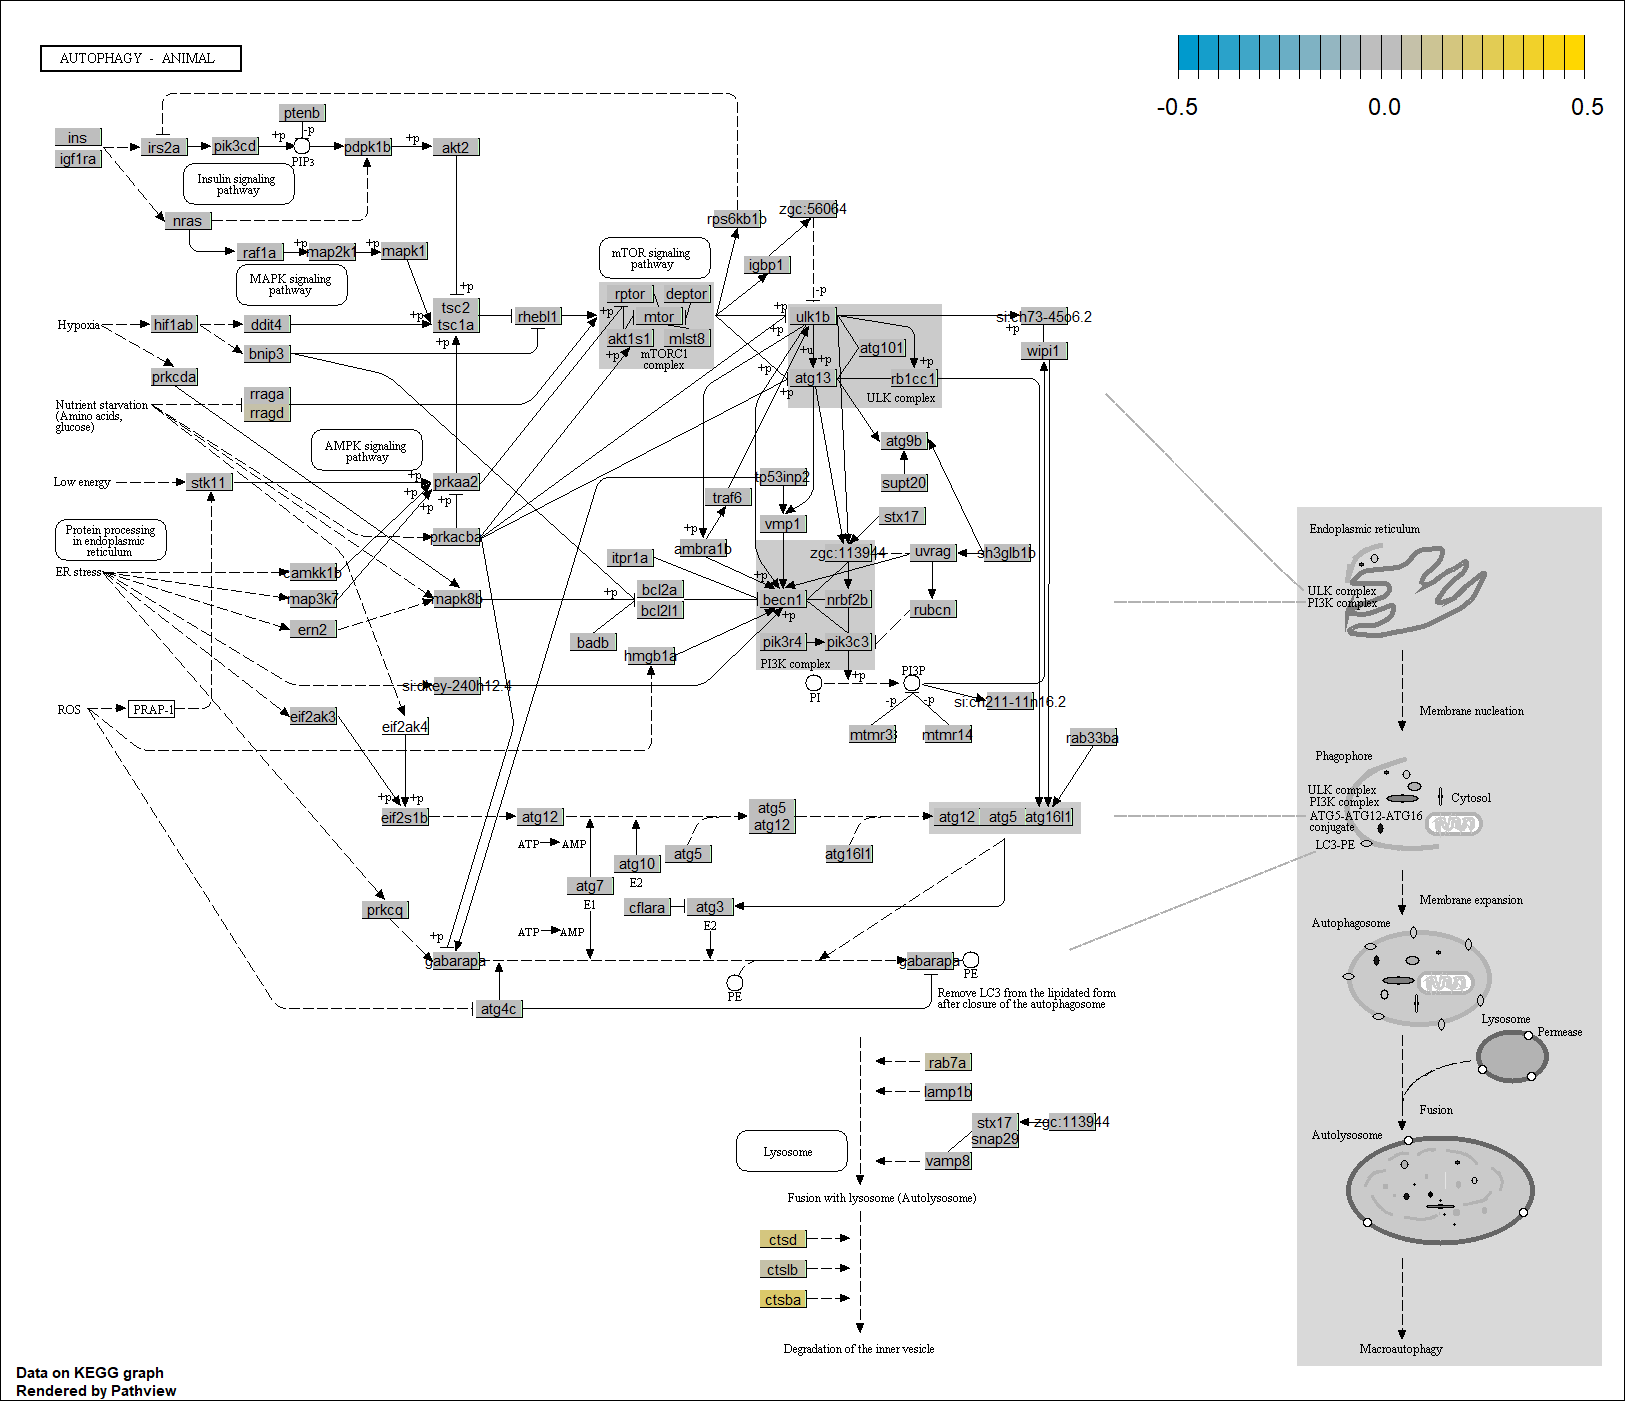 AUTOPHAGY - ANIMAL
-0.5
0.0
0.5
ptenb
ins
igf1ra
irs2a
pik3cd
+p
-p
PIP3
pdpk1b
+p
akt2
Insulin signaling
pathway
nras
raf1a
+p
map2k1
+p
mapk1
MAPK signaling
pathway
+p
mTOR signaling
pathway
rps6kb1b
zgc:56064
igbp1
-p
Hypoxia
hif1ab
ddit4
+p
tsc2
tsc1a
+p
rhebl1
bnip3
prkcda
rptor
deptor
mtor
akt1s1
mlst8
+p
+p
mTORC1
complex
+p
+p
ulk1b
+u
+p
atg101
+p
+p
atg13
+p
rb1cc1
ULK complex
si:ch73-45o6.2
+p
wipi1
Nutrient starvation
(Amino acids,
glucose)
rraga
rragd
AMPK signaling
pathway
Low energy
stk11
+p
+p
+p
prkaa2
prkacba
Protein processing
in endoplasmic
reticulum
ER stress
camkk1b
map3k7
ern2
mapk8b
atg9b
supt20
stx17
tp53inp2
traf6
vmp1
+p
ambra1b
zgc:113944
uvrag
sh3glb1b
itpr1a
+p
bcl2a
bcl2l1
badb
+p
becn1
+p
nrbf2b
rubcn
pik3r4
pik3c3
PI3K complex
+p
hmgb1a
si:dkey-240h12.4
PI
PI3P
-p
-p
si:ch211-11n16.2
mtmr3
mtmr14
rab33ba
ROS
PRAP-1
eif2ak3
eif2ak4
+p
+p
eif2s1b
atg12
ATP
AMP
atg7
E1
atg10
E2
atg5
atg5
atg12
atg16l1
atg12
atg5
atg16l1
cflara
atg3
E2
prkcq
ATP
AMP
+p
gabarapa
PE
gabarapa
PE
atg4c
Remove LC3 from the lipidated form
after closure of the autophagosome
rab7a
lamp1b
stx17
snap29
zgc:113944
vamp8
Lysosome
Fusion with lysosome (Autolysosome)
ctsd
ctslb
ctsba
Degradation of the inner vesicle
Endoplasmic reticulum
ULK complex
PI3K complex
Membrane nucleation
Phagophore
ULK complex
PI3K complex
ATG5-ATG12-ATG16
conjugate
LC3-PE
Cytosol
Membrane expansion
Autophagosome
Lysosome
Permease
Fusion
Autolysosome
Macroautophagy
Data on KEGG graph
Rendered by Pathview